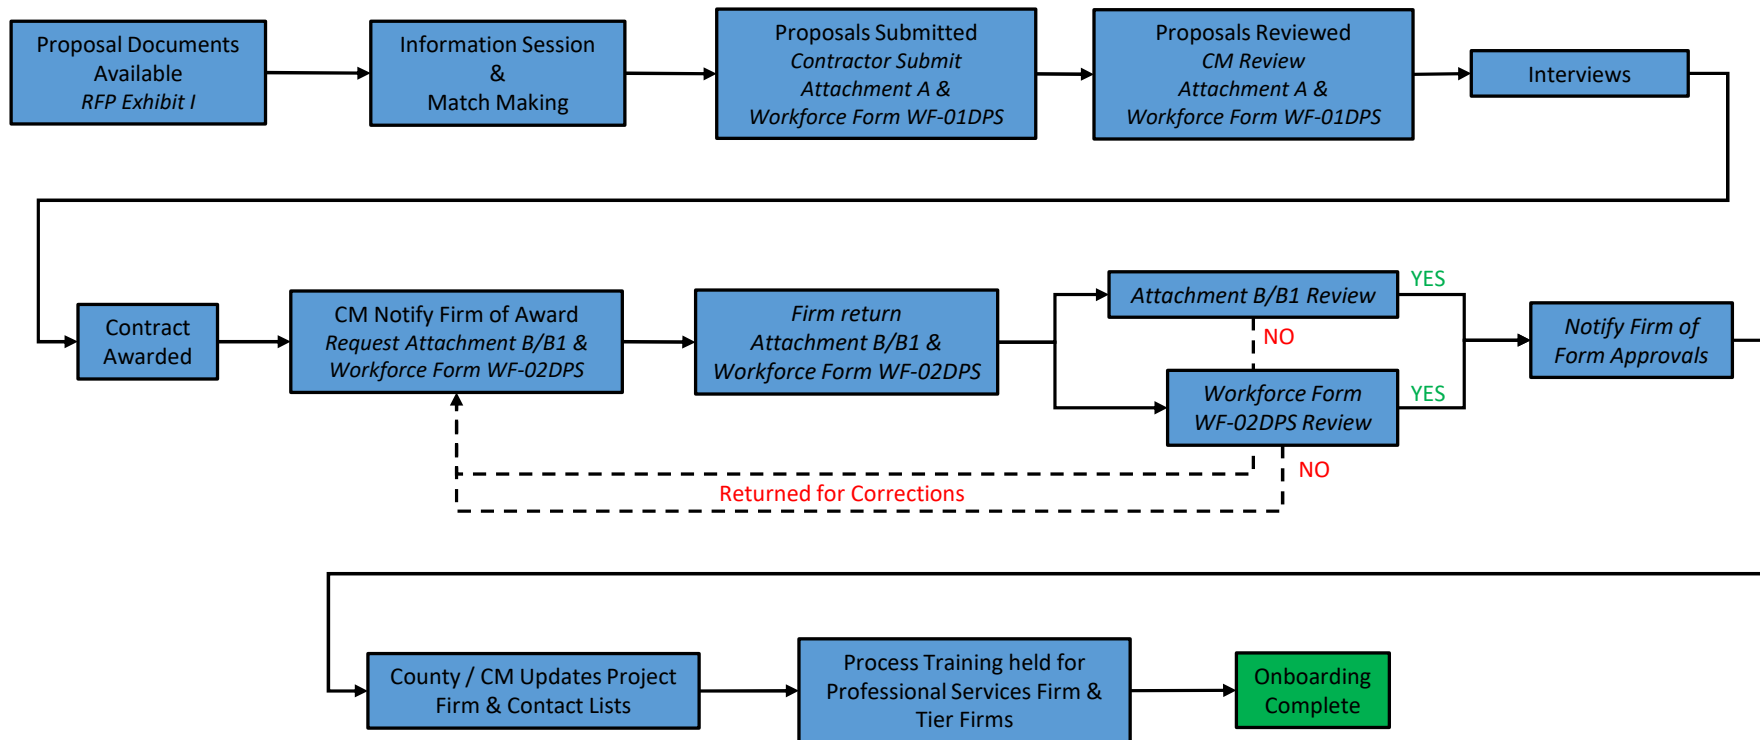 Proposal Documents
Available
RFP Exhibit I
Information Session
&
Match Making
Proposals Submitted
Contractor Submit
Attachment A &
Workforce Form WF-01DPS
Proposals Reviewed
CM Review
Attachment A &
Workforce Form WF-01DPS
Interviews
Contract
Awarded
CM Notify Firm of Award
Request Attachment B/B1 &
Workforce Form WF-02DPS
Firm return
Attachment B/B1 &
Workforce Form WF-02DPS
Attachment B/B1 Review
YES
NO
Workforce Form
WF-02DPS Review
YES
NO
Returned for Corrections
Notify Firm of
Form Approvals
County / CM Updates Project
Firm & Contact Lists
Process Training held for
Professional Services Firm &
Tier Firms
Onboarding
Complete